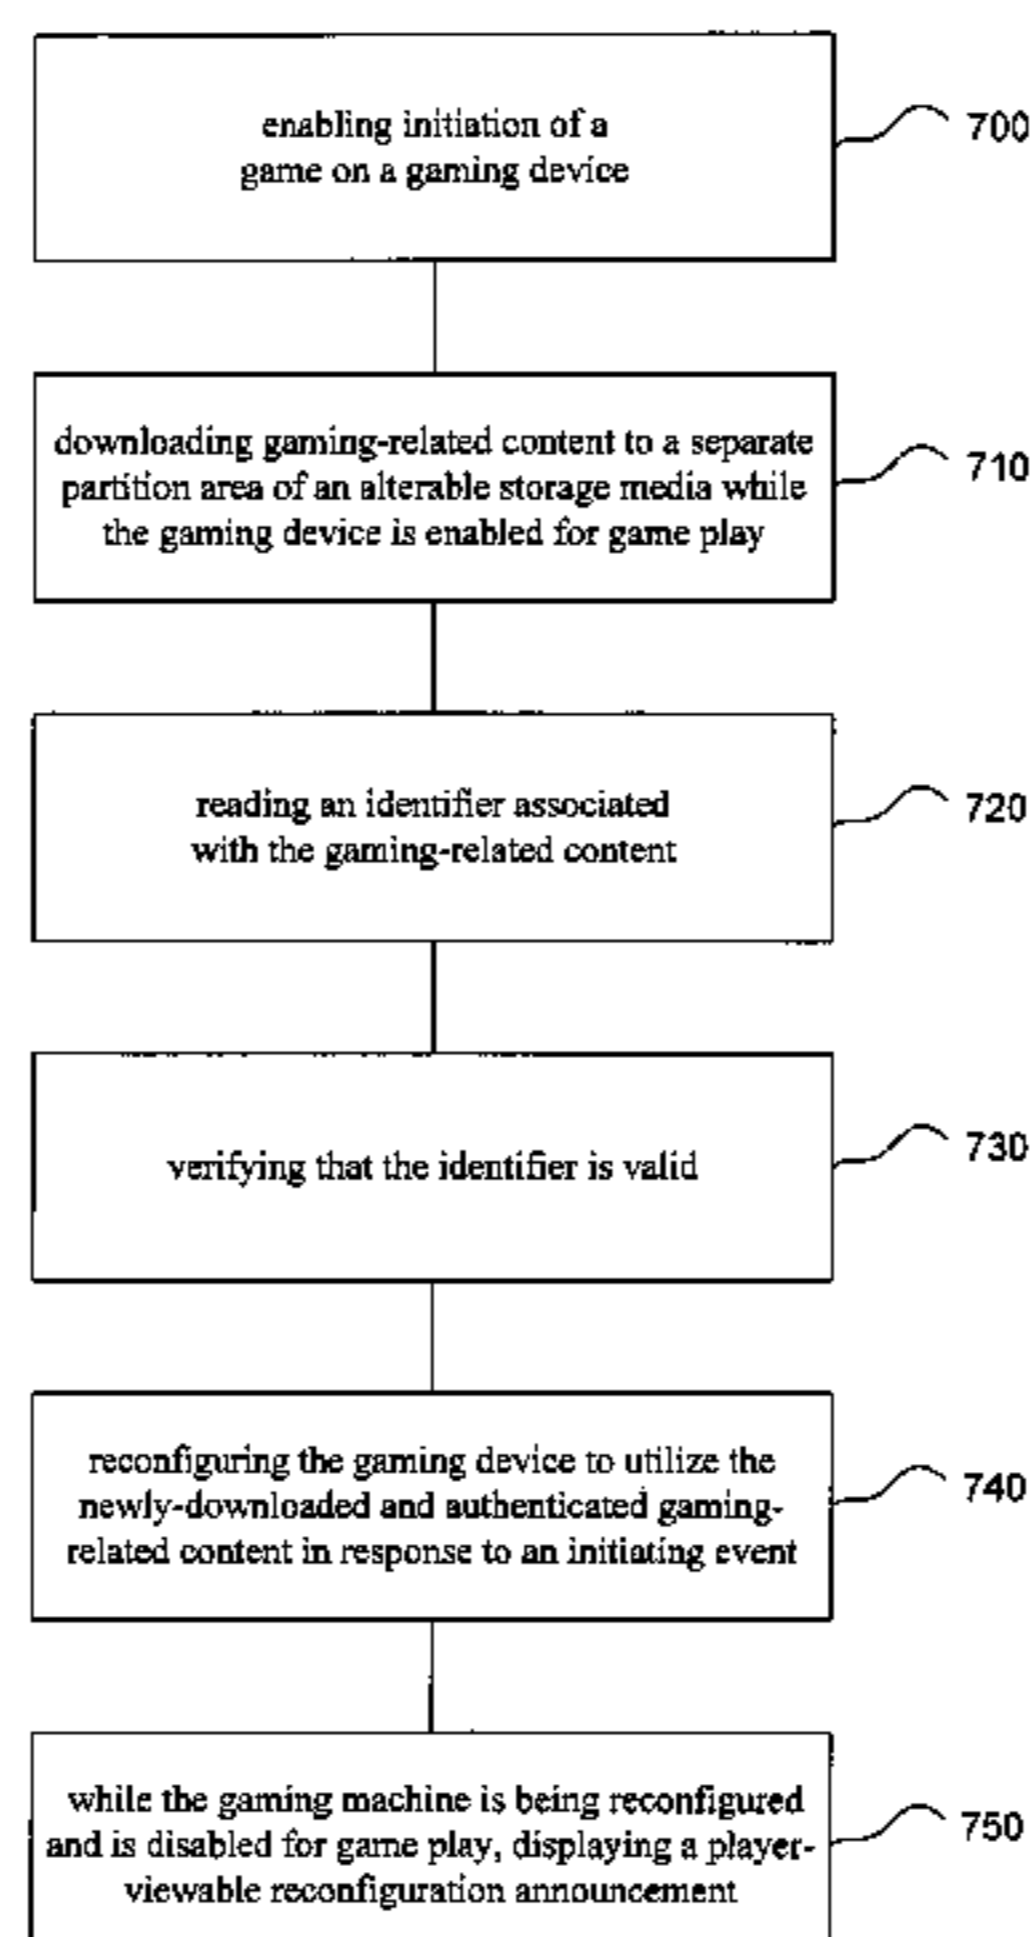 enabling initiation of a
game on a gaming device
700
downloading gaming-related content to a separate
partition area of an alterable storage media while
the gaming device is enabled for game play
710
reading an identifier associated
with the gaming-related content
720
verifying that the identifier is valid
730
reconfiguring the gaming device to utilize the
newly-downloaded and authenticated gaming-
related content in response to an initiating event
740
while the gaming machine is being reconfigured
and is disabled for game play, displaying a player-
viewable reconfiguration announcement
750